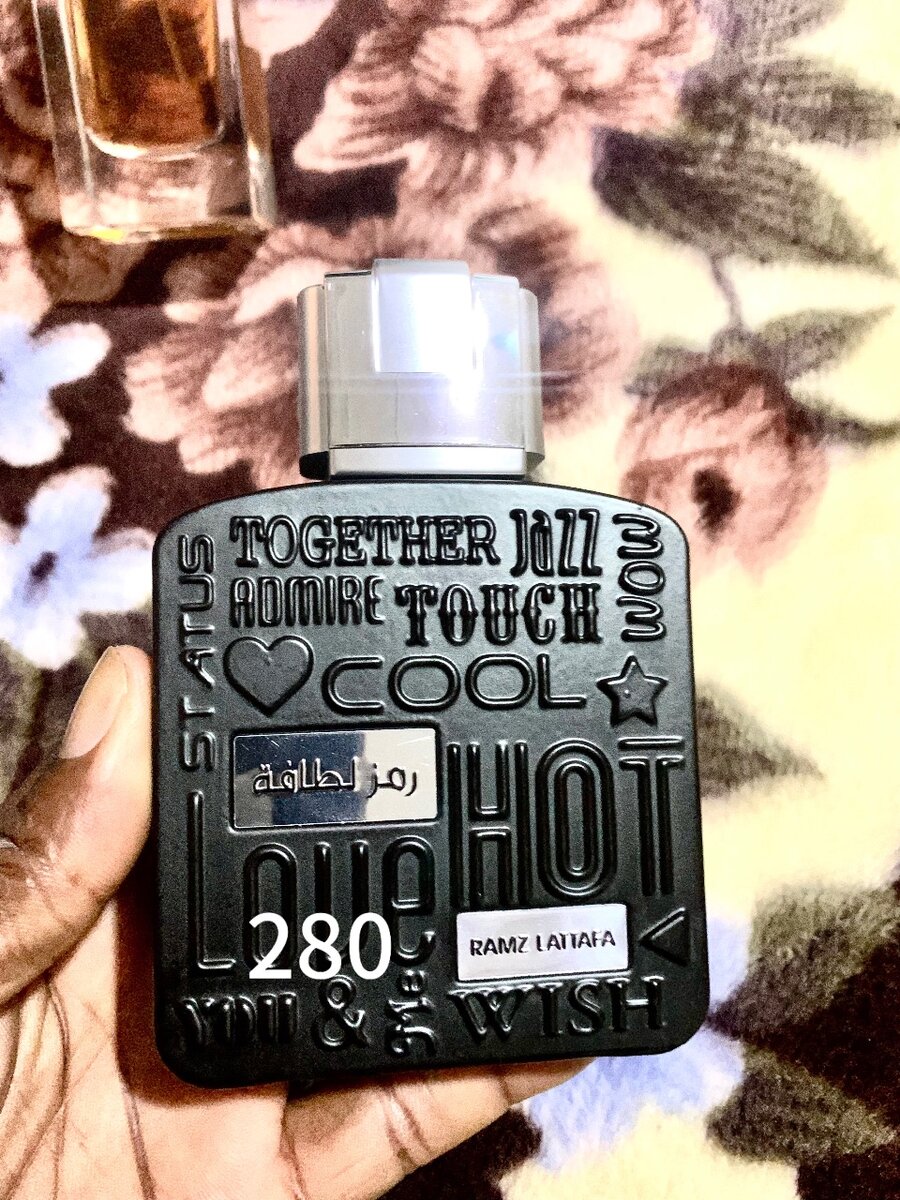 TOGETHER JAZZ
WOW
STATUS
ADMIRE TOUCH
COOL
رمز لطافة
HOT
Love
280
RAMZ LATTAFA
YOU & Me WISH